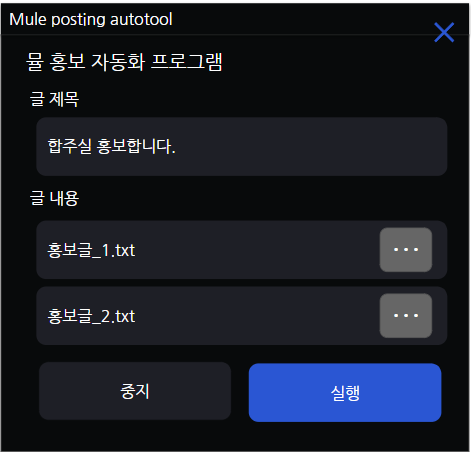 Mule posting autotool
뮬 홍보 자동화 프로그램
글 제목
합주실 홍보합니다.
글 내용
홍보글_1.txt
...
홍보글_2.txt
...
중지
실행